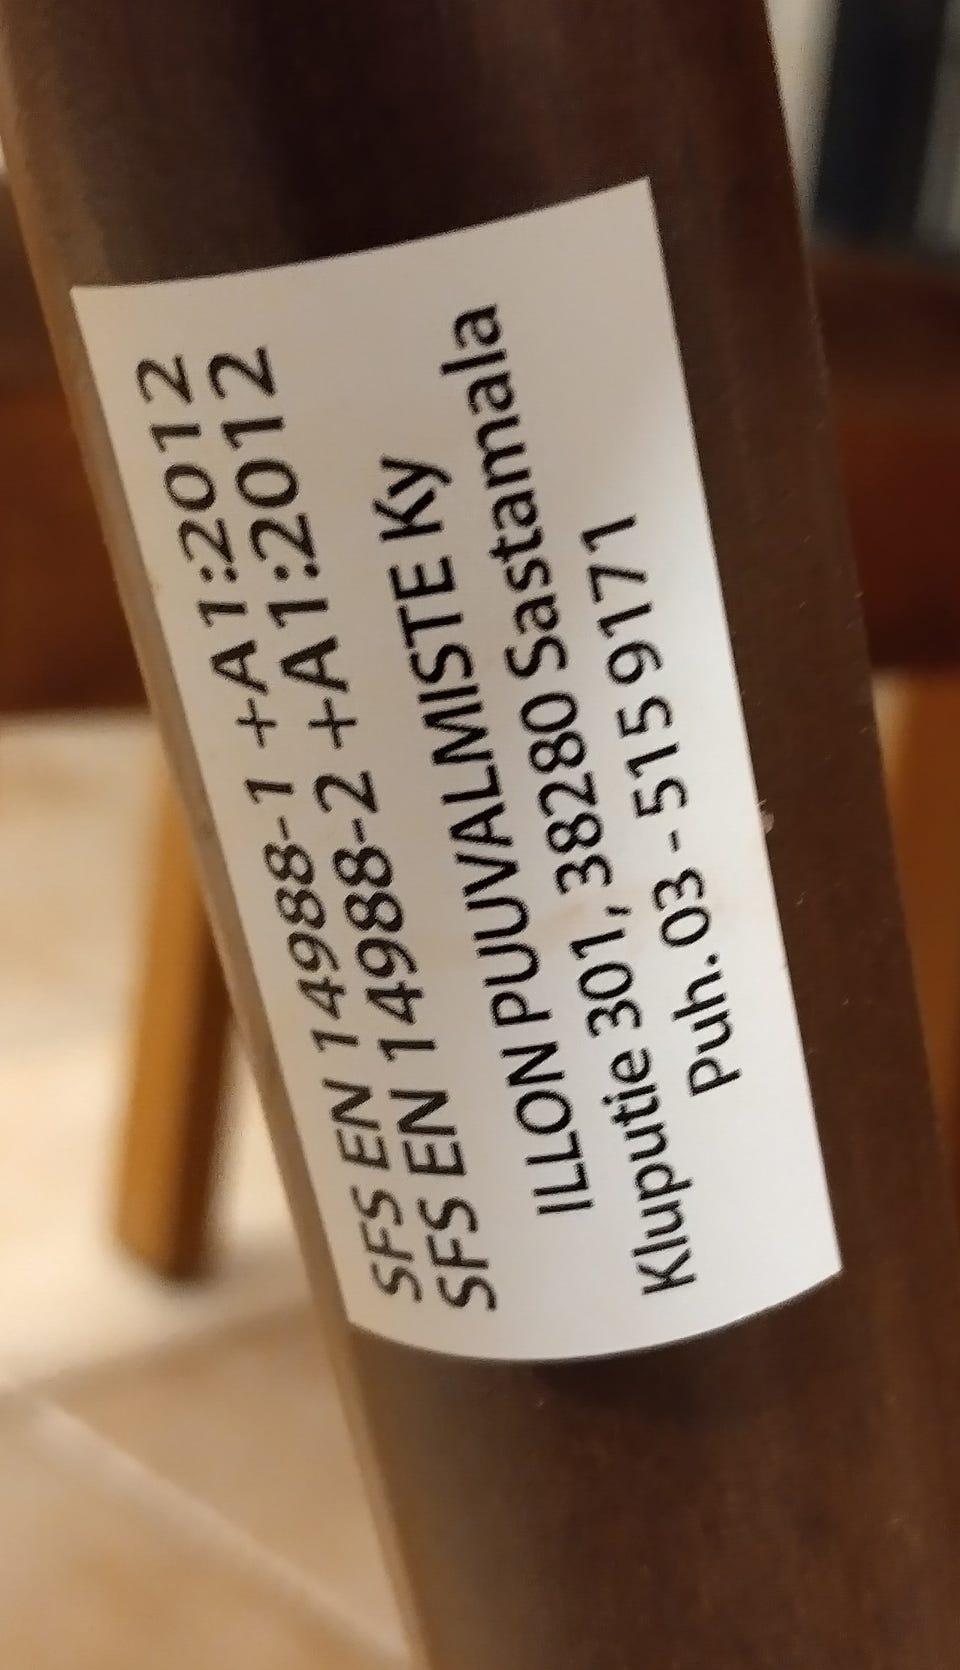 SFS EN 14988-1 +A1:2012
SFS EN 14988-2 +A1:2012
ILLON PUUVALMISTE Ky
Kluputie 301, 38280 Sastamala
Puh. 03 - 515 9171